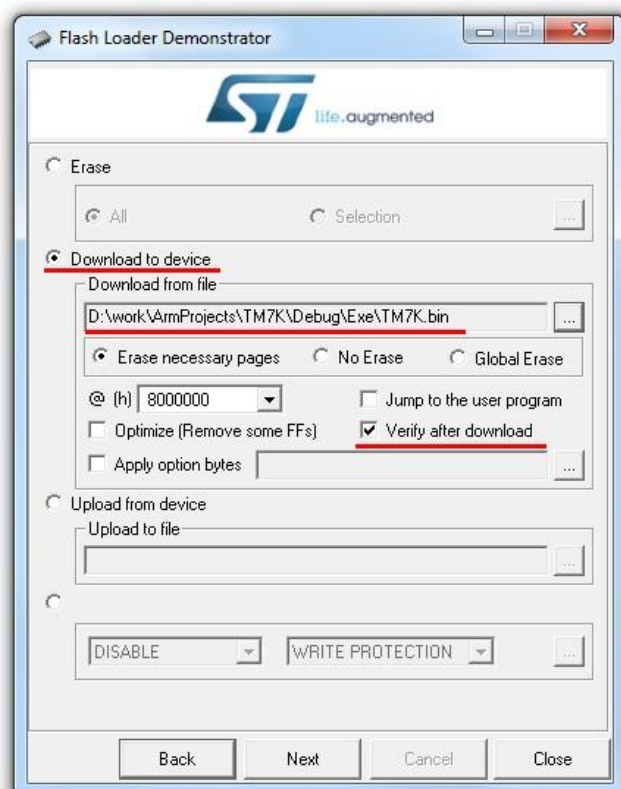 Flash Loader Demonstrator
ST life.augmented
Erase
All Selection ...
Download to device
Download from file
D:\work\ArmProjects\TM7K\Debug\Exe\TM7K.bin ...
Erase necessary pages No Erase Global Erase
@ (h) 8000000 Jump to the user program
Optimize (Remove some FFs) Verify after download
Apply option bytes ...
Upload from device
Upload to file
...
DISABLE WRITE PROTECTION ...
Back Next Cancel Close